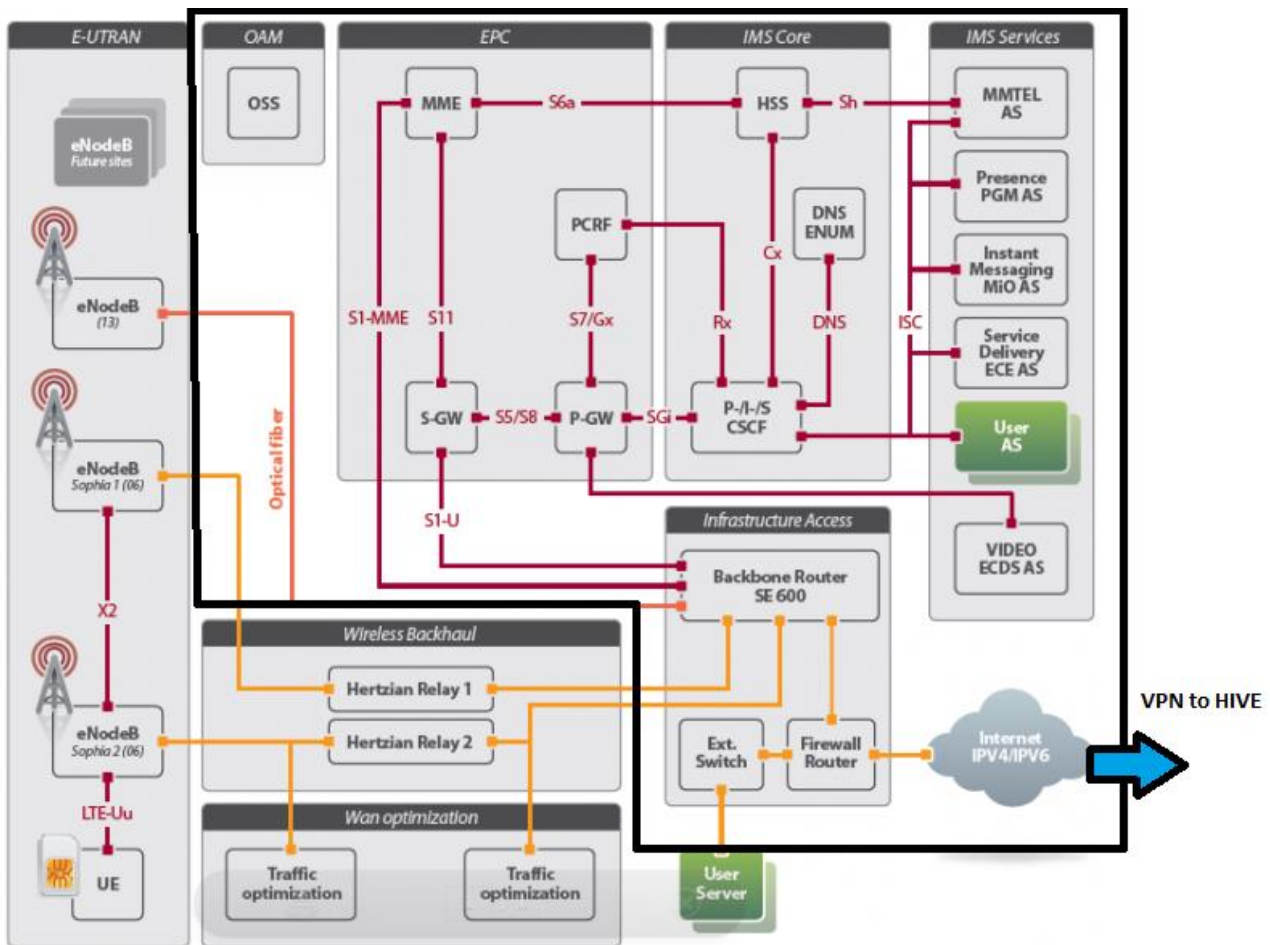 E-UTRAN
eNodeB
Future sites
eNodeB
(13)
eNodeB
Sophia 1 (06)
X2
eNodeB
Sophia 2 (06)
LTE-Uu
UE
OAM
OSS
Optical fiber
EPC
MME
S6a
PCRF
S1-MME
S11
S7/Gx
S-GW
S5/S8
P-GW
SGi
S1-U
IMS Core
HSS
Sh
DNS
ENUM
Cx
Rx
DNS
ISC
P-/I-/S
CSCF
IMS Services
MMTEL
AS
Presence
PGM AS
Instant
Messaging
MiO AS
Service
Delivery
ECE AS
User
AS
VIDEO
ECDS AS
Infrastructure Access
Backbone Router
SE 600
Ext.
Switch
Firewall
Router
Internet
IPV4/IPV6
VPN to HIVE
Wireless Backhaul
Hertzian Relay 1
Hertzian Relay 2
Wan optimization
Traffic
optimization
Traffic
optimization
User
Server